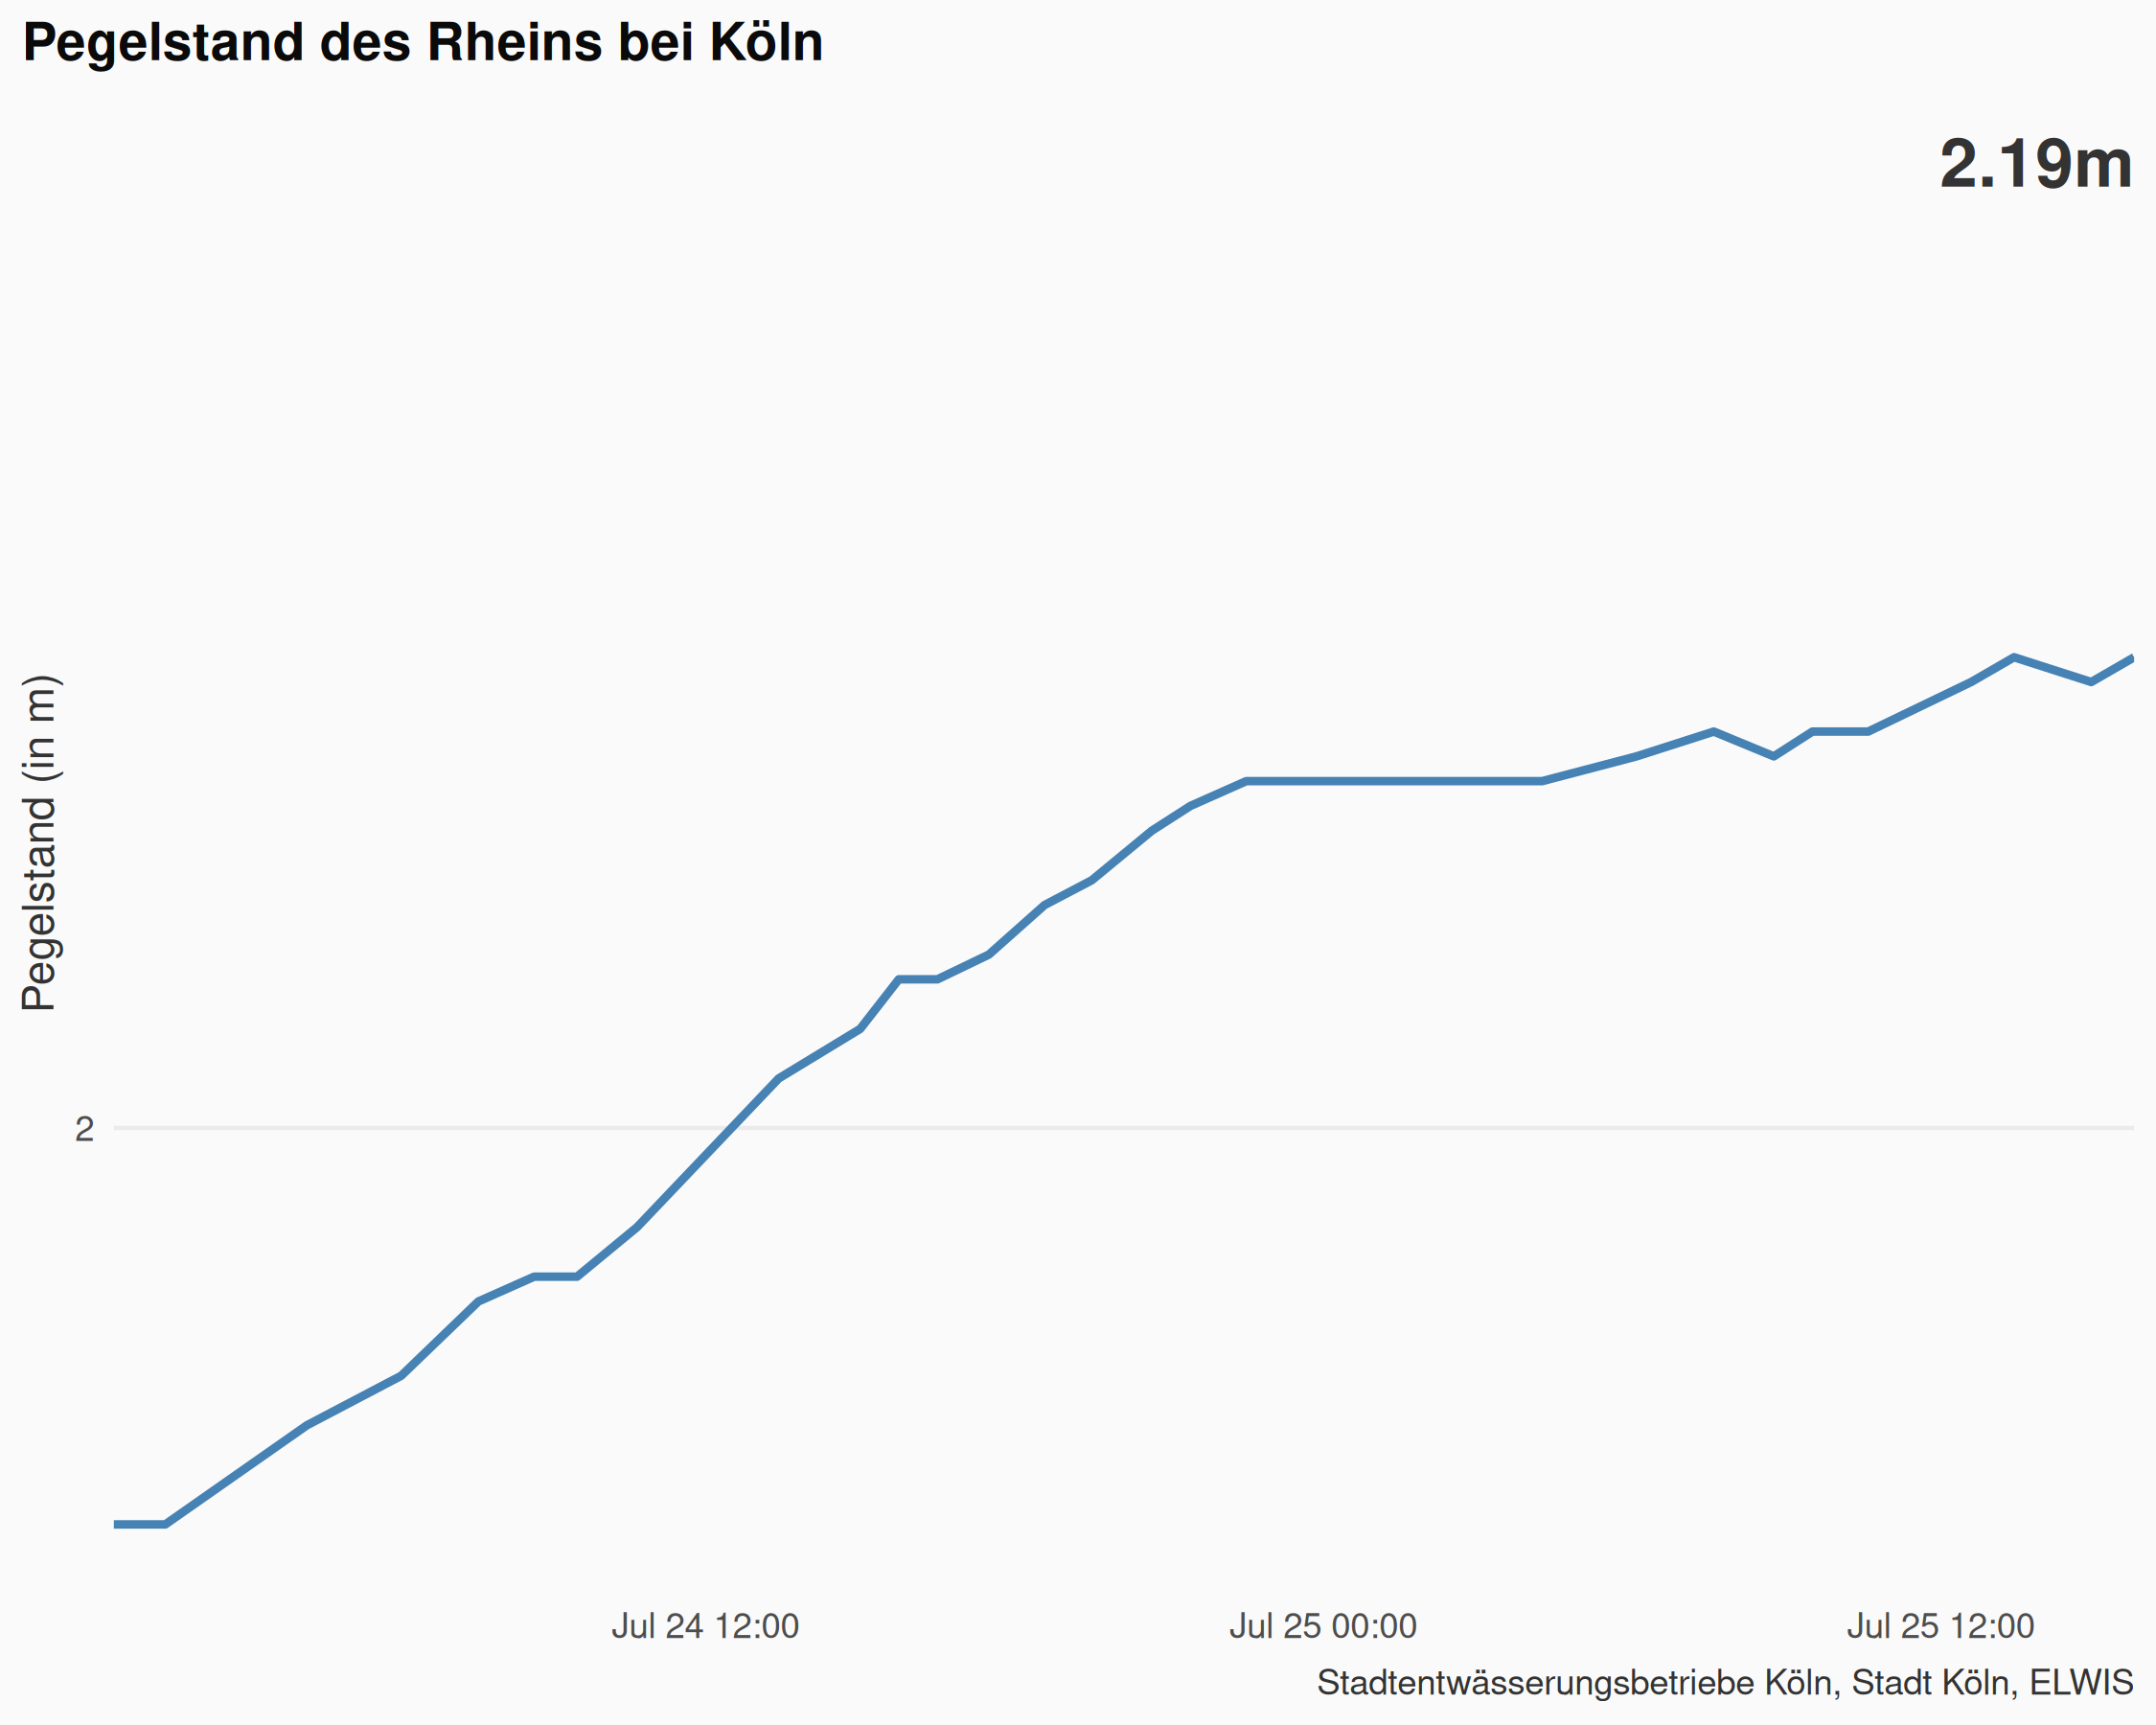 Pegelstand des Rheins bei Köln
2.19m
Pegelstand (in m)
2
Jul 24 12:00
Jul 25 00:00
Jul 25 12:00
Stadtentwässerungsbetriebe Köln, Stadt Köln, ELWIS